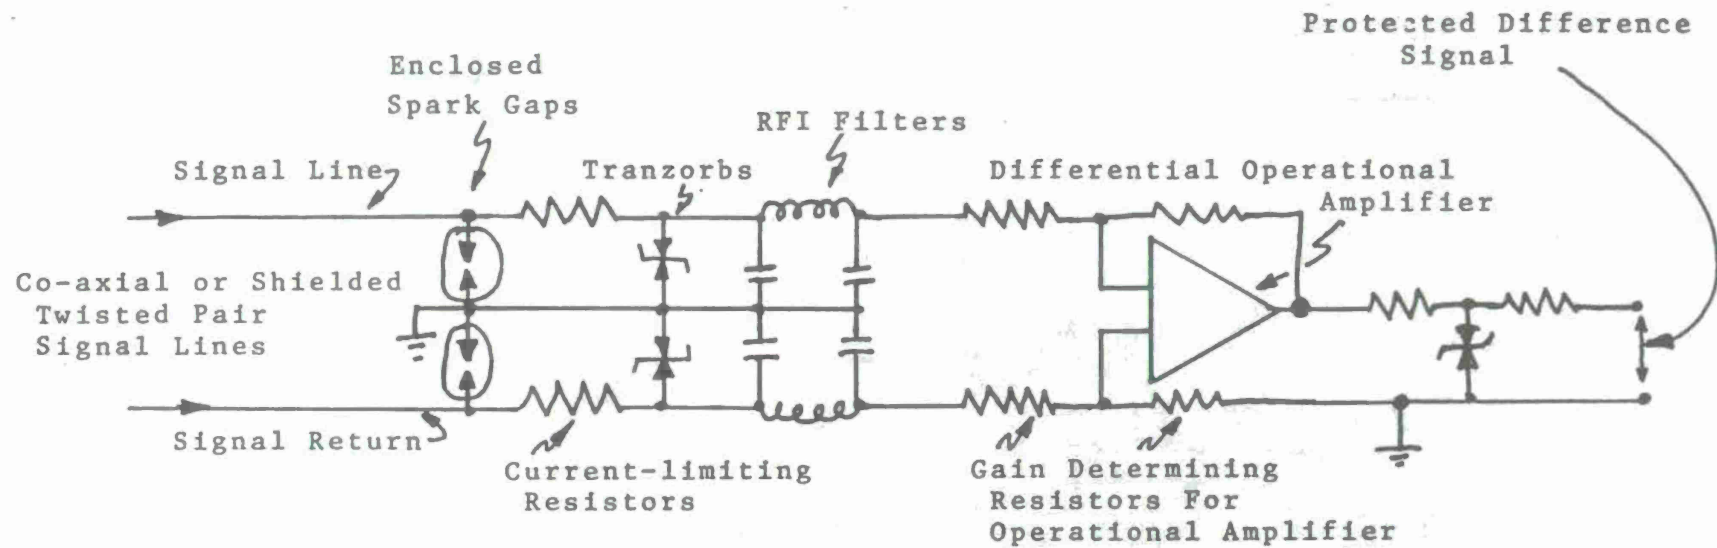 Protected Difference
Signal
Enclosed
Spark Gaps
RFI Filters
Signal Line
Tranzorbs
Differential Operational
Amplifier
Co-axial or Shielded
Twisted Pair
Signal Lines
Signal Return
Current-limiting
Resistors
Gain Determining
Resistors For
Operational Amplifier